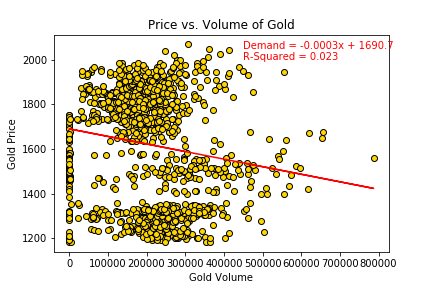 Price vs. Volume of Gold
Demand = -0.0003x + 1690.7
R-Squared = 0.023
2000
1800
1600
1400
1200
Gold Price
0 100000 200000 300000 400000 500000 600000 700000 800000
Gold Volume